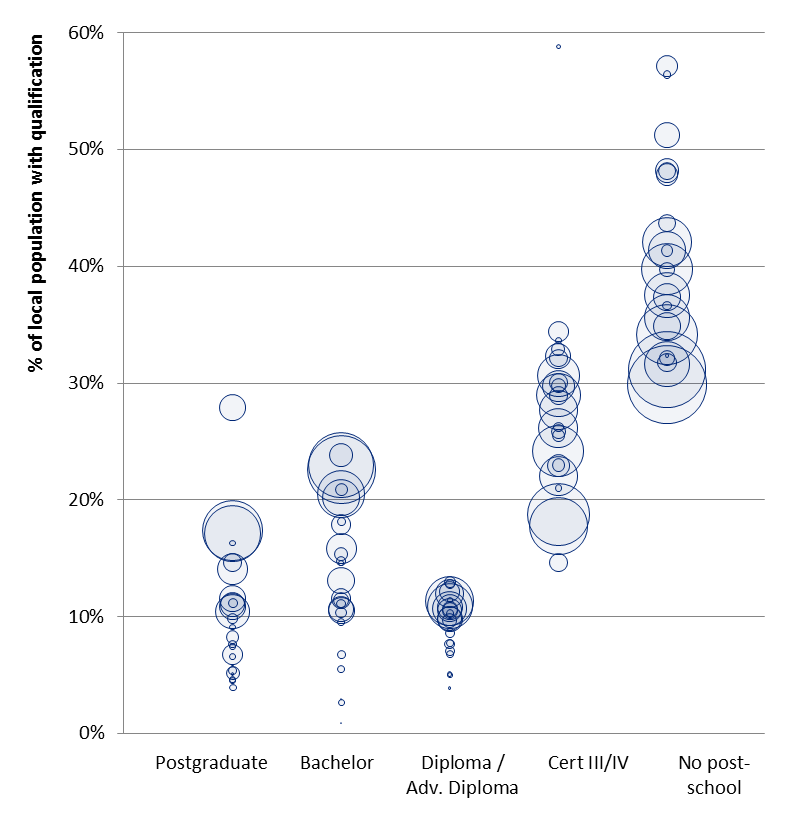 % of local population with qualification
60%
50%
40%
30%
20%
10%
0%
Postgraduate
Bachelor
Diploma /
Adv. Diploma
Cert III/IV
No post-
school